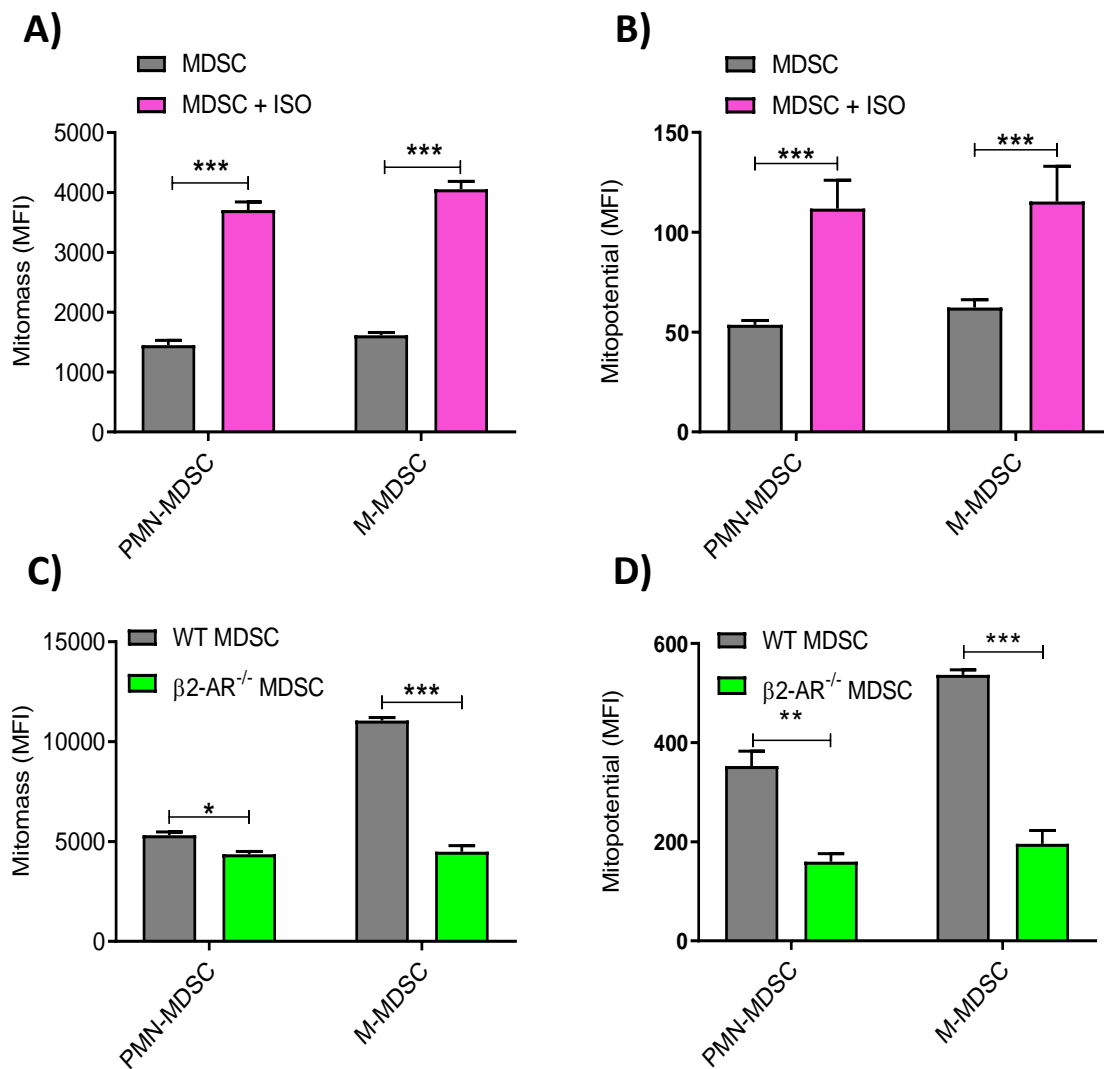 A)
MDSC
MDSC + ISO
Mitomass (MFI)
5000
4000
3000
2000
1000
0
***
***
PMN-MDSC
M-MDSC
B)
MDSC
MDSC + ISO
Mitopotential (MFI)
150
100
50
0
***
***
PMN-MDSC
M-MDSC
C)
WT MDSC
β2-AR-/- MDSC
Mitomass (MFI)
15000
10000
5000
0
*
***
PMN-MDSC
M-MDSC
D)
WT MDSC
β2-AR-/- MDSC
Mitopotential (MFI)
600
400
200
0
**
***
PMN-MDSC
M-MDSC